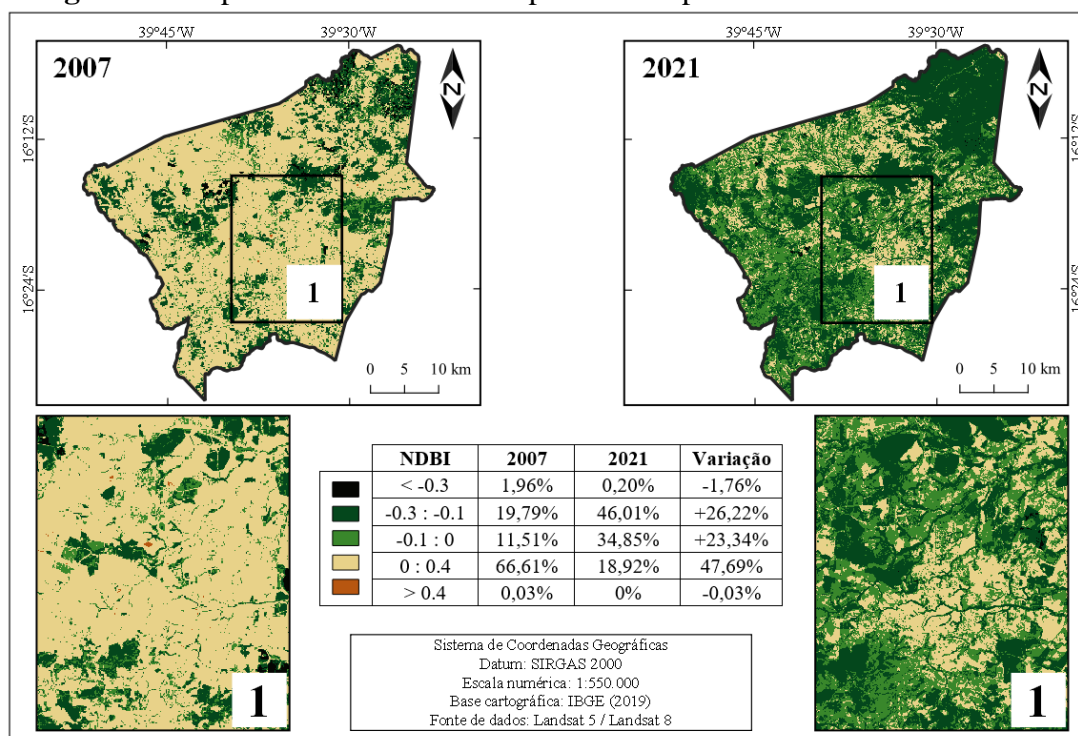 39°45'W 39°30'W 39°45'W 39°30'W
2007
2021
Z
Z
16°12'S
16°12'S
16°24'S
16°24'S
1
1
0 5 10 km
0 5 10 km
NDBI 2007 2021 Variação
< -0.3 1,96% 0,20% -1,76%
-0.3 : -0.1 19,79% 46,01% +26,22%
-0.1 : 0 11,51% 34,85% +23,34%
0 : 0.4 66,61% 18,92% 47,69%
> 0.4 0,03% 0% -0,03%
Sistema de Coordenadas Geográficas
Datum: SIRGAS 2000
Escala numérica: 1:550.000
Base cartográfica: IBGE (2019)
Fonte de dados: Landsat 5 / Landsat 8
1
1